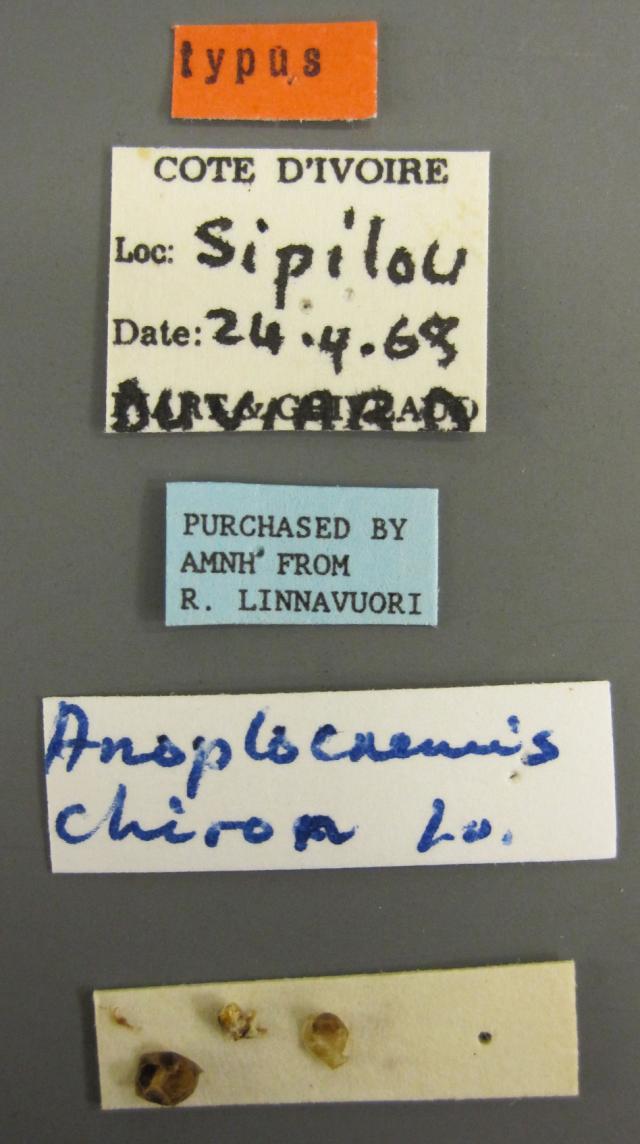 typus
COTE D'IVOIRE
Loc: Sipilou
Date: 24.4.68
DUVIARD
PURCHASED BY
AMNH FROM
R. LINNAVUORI
Anoplocnemis
chiron Lv.